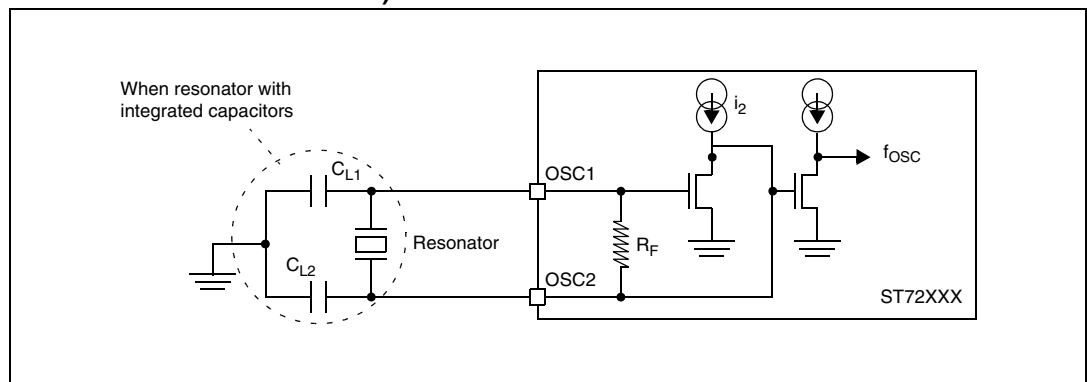 When resonator with
integrated capacitors
CL1
CL2
Resonator
OSC1
OSC2
RF
i2
fOSC
ST72XXX